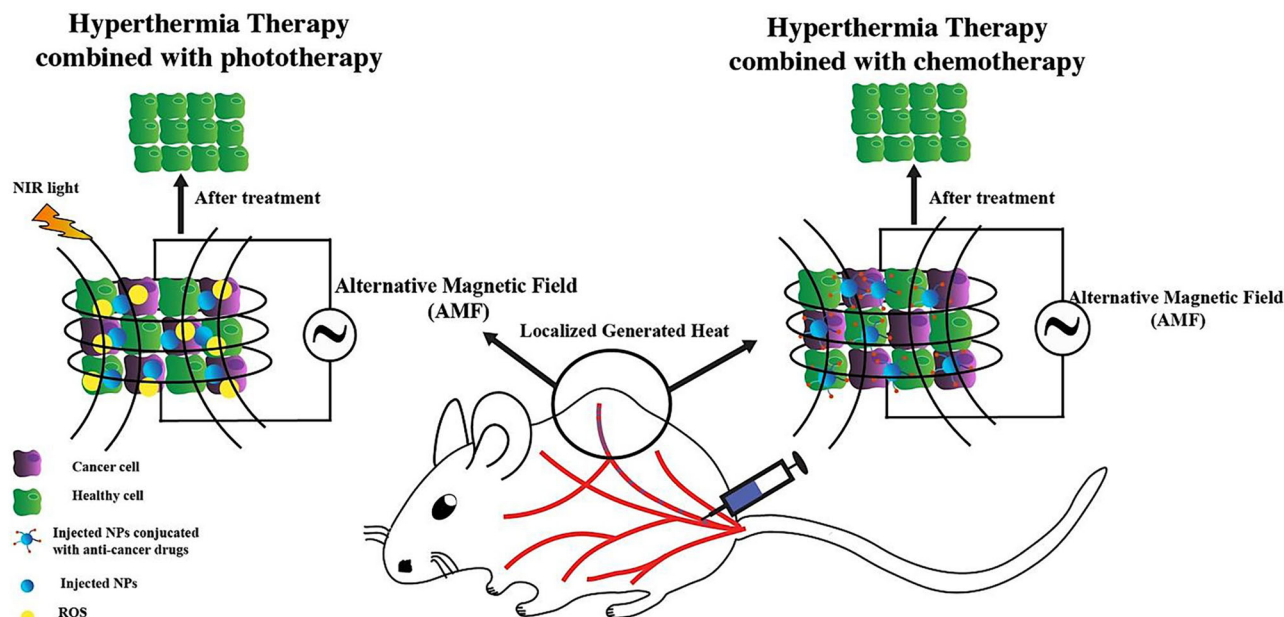 Hyperthermia Therapy
combined with phototherapy
Hyperthermia Therapy
combined with chemotherapy
NIR light
After treatment
After treatment
Alternative Magnetic Field
(AMF)
Localized Generated Heat
Alternative Magnetic Field
(AMF)
Cancer cell
Healthy cell
Injected NPs conjucated
with anti-cancer drugs
Injected NPs
ROS